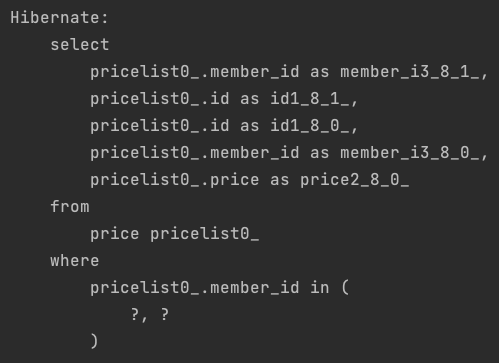 Hibernate:
    select
        pricelist0_.member_id as member_i3_8_1_,
        pricelist0_.id as id1_8_1_,
        pricelist0_.id as id1_8_0_,
        pricelist0_.member_id as member_i3_8_0_,
        pricelist0_.price as price2_8_0_
    from
        price pricelist0_
    where
        pricelist0_.member_id in (
            ?, ?
        )